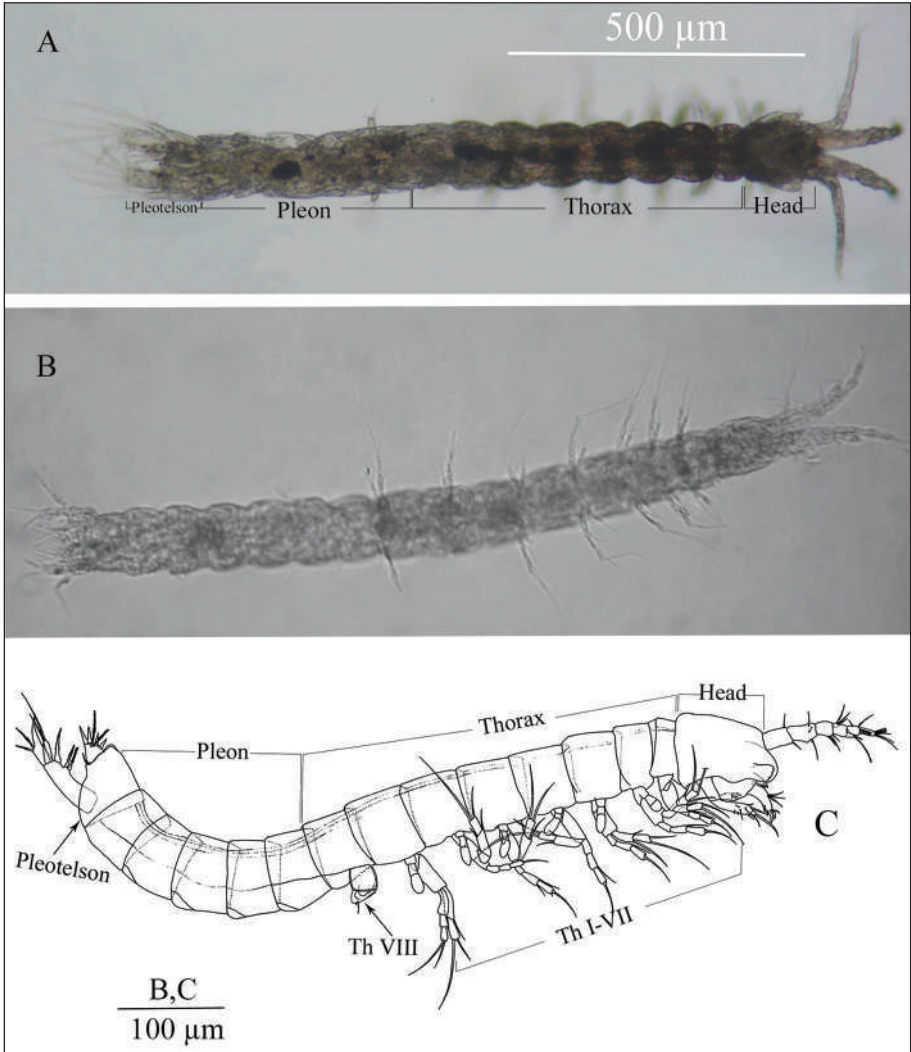 A
500 µm
Pleotelson
Pleon
Thorax
Head
B
Head
Thorax
Pleon
C
Pleotelson
Th VIII
Th I-VII
B,C
100 µm